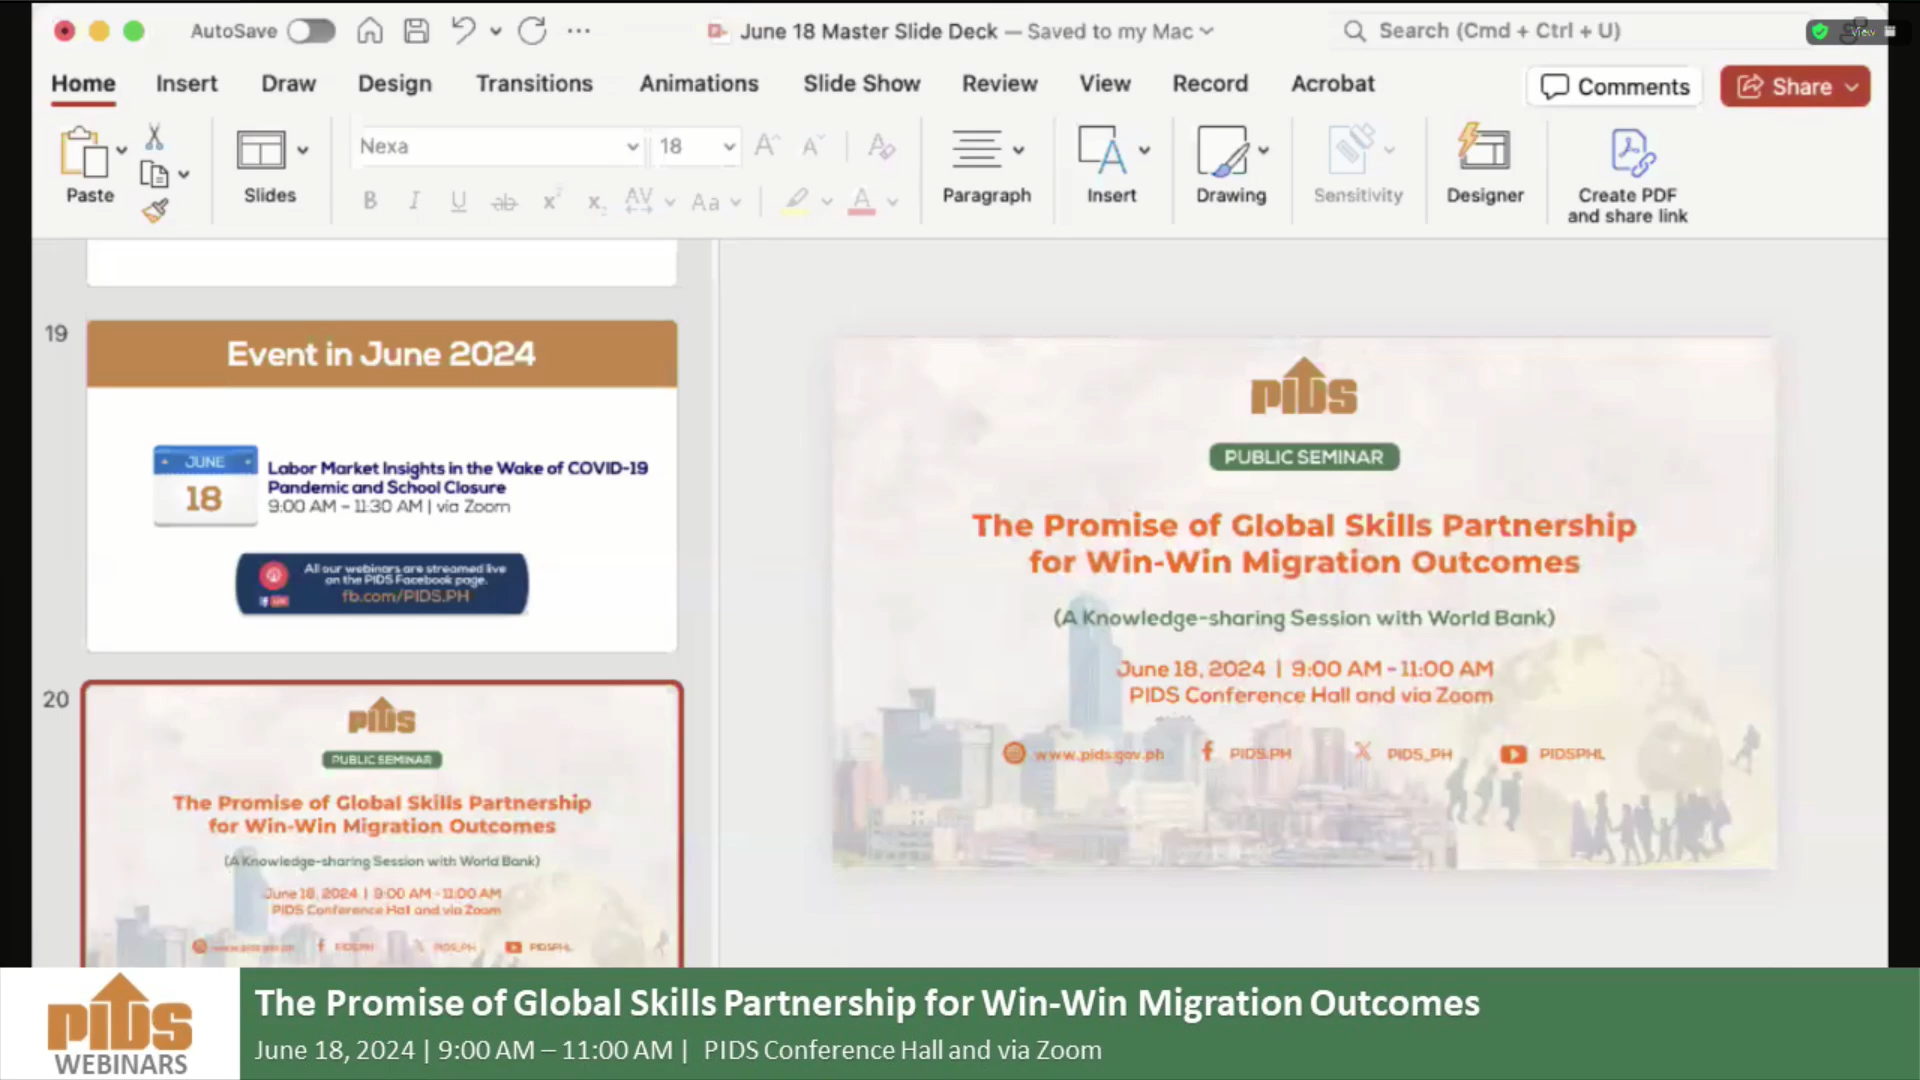 AutoSave
June 18 Master Slide Deck — Saved to my Mac
Search (Cmd + Ctrl + U)
View
Home Insert Draw Design Transitions Animations Slide Show Review View Record Acrobat
Comments
Share
Paste
Slides
Nexa
18
Paragraph
Insert
Drawing
Sensitivity
Designer
Create PDF
and share link
19
Event in June 2024
JUNE
18
Labor Market Insights in the Wake of COVID-19
Pandemic and School Closure
9:00 AM - 11:30 AM | via Zoom
All our webinars are streamed live
on the PIDS Facebook page.
fb.com/PIDS.PH
20
PIDS
PUBLIC SEMINAR
The Promise of Global Skills Partnership
for Win-Win Migration Outcomes
(A Knowledge-sharing Session with World Bank)
June 18, 2024 | 9:00 AM - 11:00 AM
PIDS Conference Hall and via Zoom
www.pids.gov.ph PIDS.PH PIDS_PH PIDSPHL
PIDS
PUBLIC SEMINAR
The Promise of Global Skills Partnership
for Win-Win Migration Outcomes
(A Knowledge-sharing Session with World Bank)
June 18, 2024 | 9:00 AM - 11:00 AM
PIDS Conference Hall and via Zoom
www.pids.gov.ph PIDS.PH PIDS_PH PIDSPHL
PIDS
WEBINARS
The Promise of Global Skills Partnership for Win-Win Migration Outcomes
June 18, 2024 | 9:00 AM – 11:00 AM | PIDS Conference Hall and via Zoom